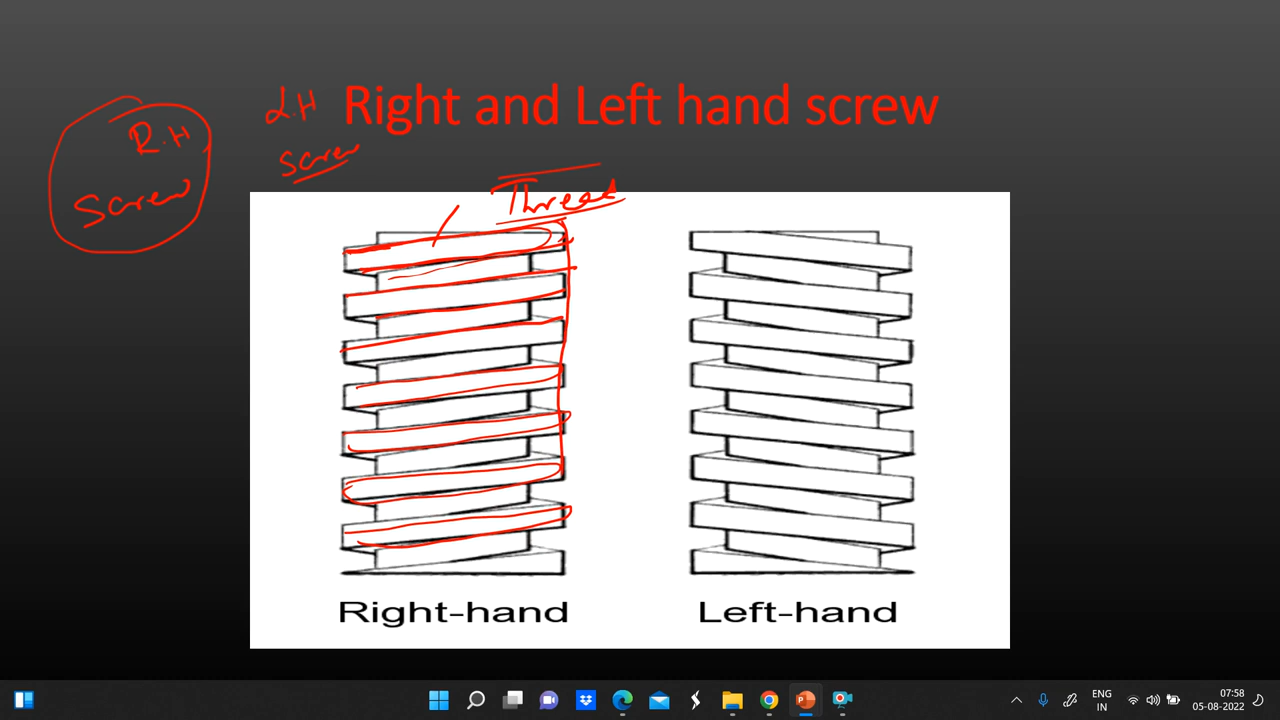 Right and Left hand screw
R.H
Screw
L.H
Screw
Thread
Right-hand
Left-hand
ENG
IN
07:58
05-08-2022